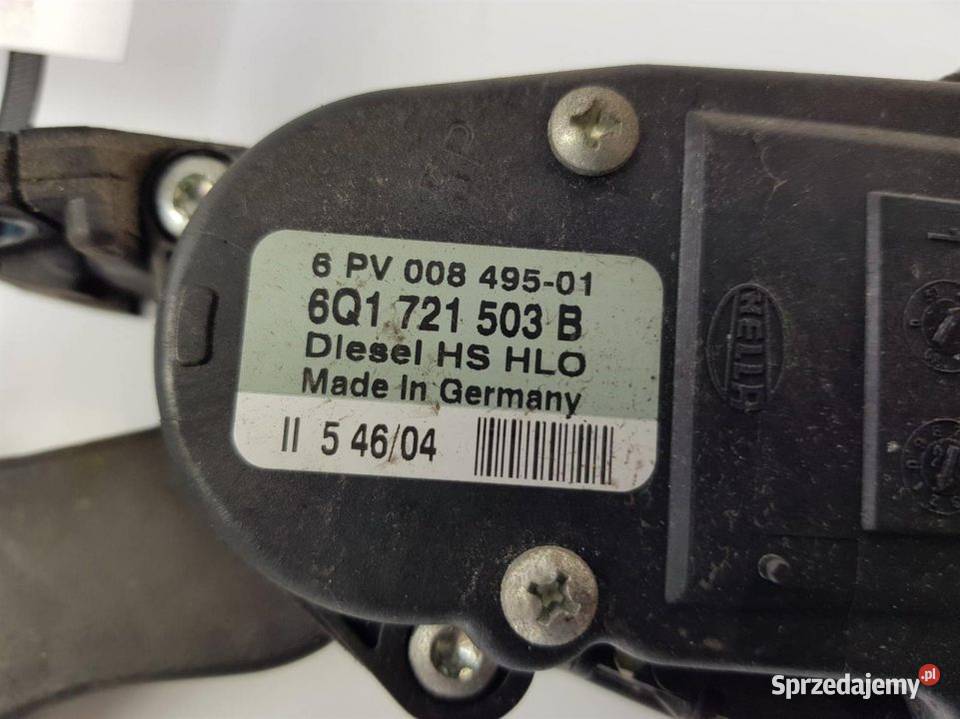 6 PV 008 495-01
6Q1 721 503 B
Diesel HS HLO
Made in Germany
II 5 46/04
HELLA
Sprzedajemy.pl